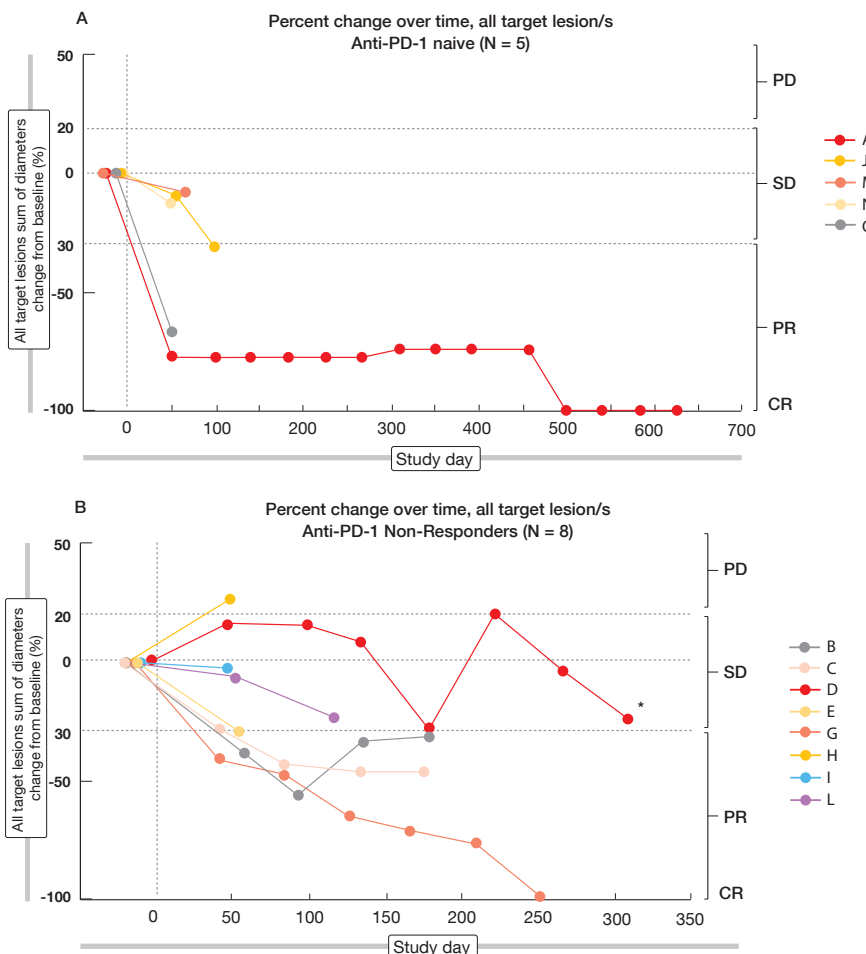 A
Percent change over time, all target lesion/s
Anti-PD-1 naive (N = 5)
All target lesions sum of diameters
change from baseline (%)
50
20
0
30
-50
-100
0
100
200
300
400
500
600
700
Study day
PD
SD
PR
CR
A
J
M
B
Percent change over time, all target lesion/s
Anti-PD-1 Non-Responders (N = 8)
All target lesions sum of diameters
change from baseline (%)
50
20
0
30
-50
-100
0
50
100
150
200
250
300
350
Study day
*
PD
SD
PR
CR
B
C
D
E
G
H
I
L